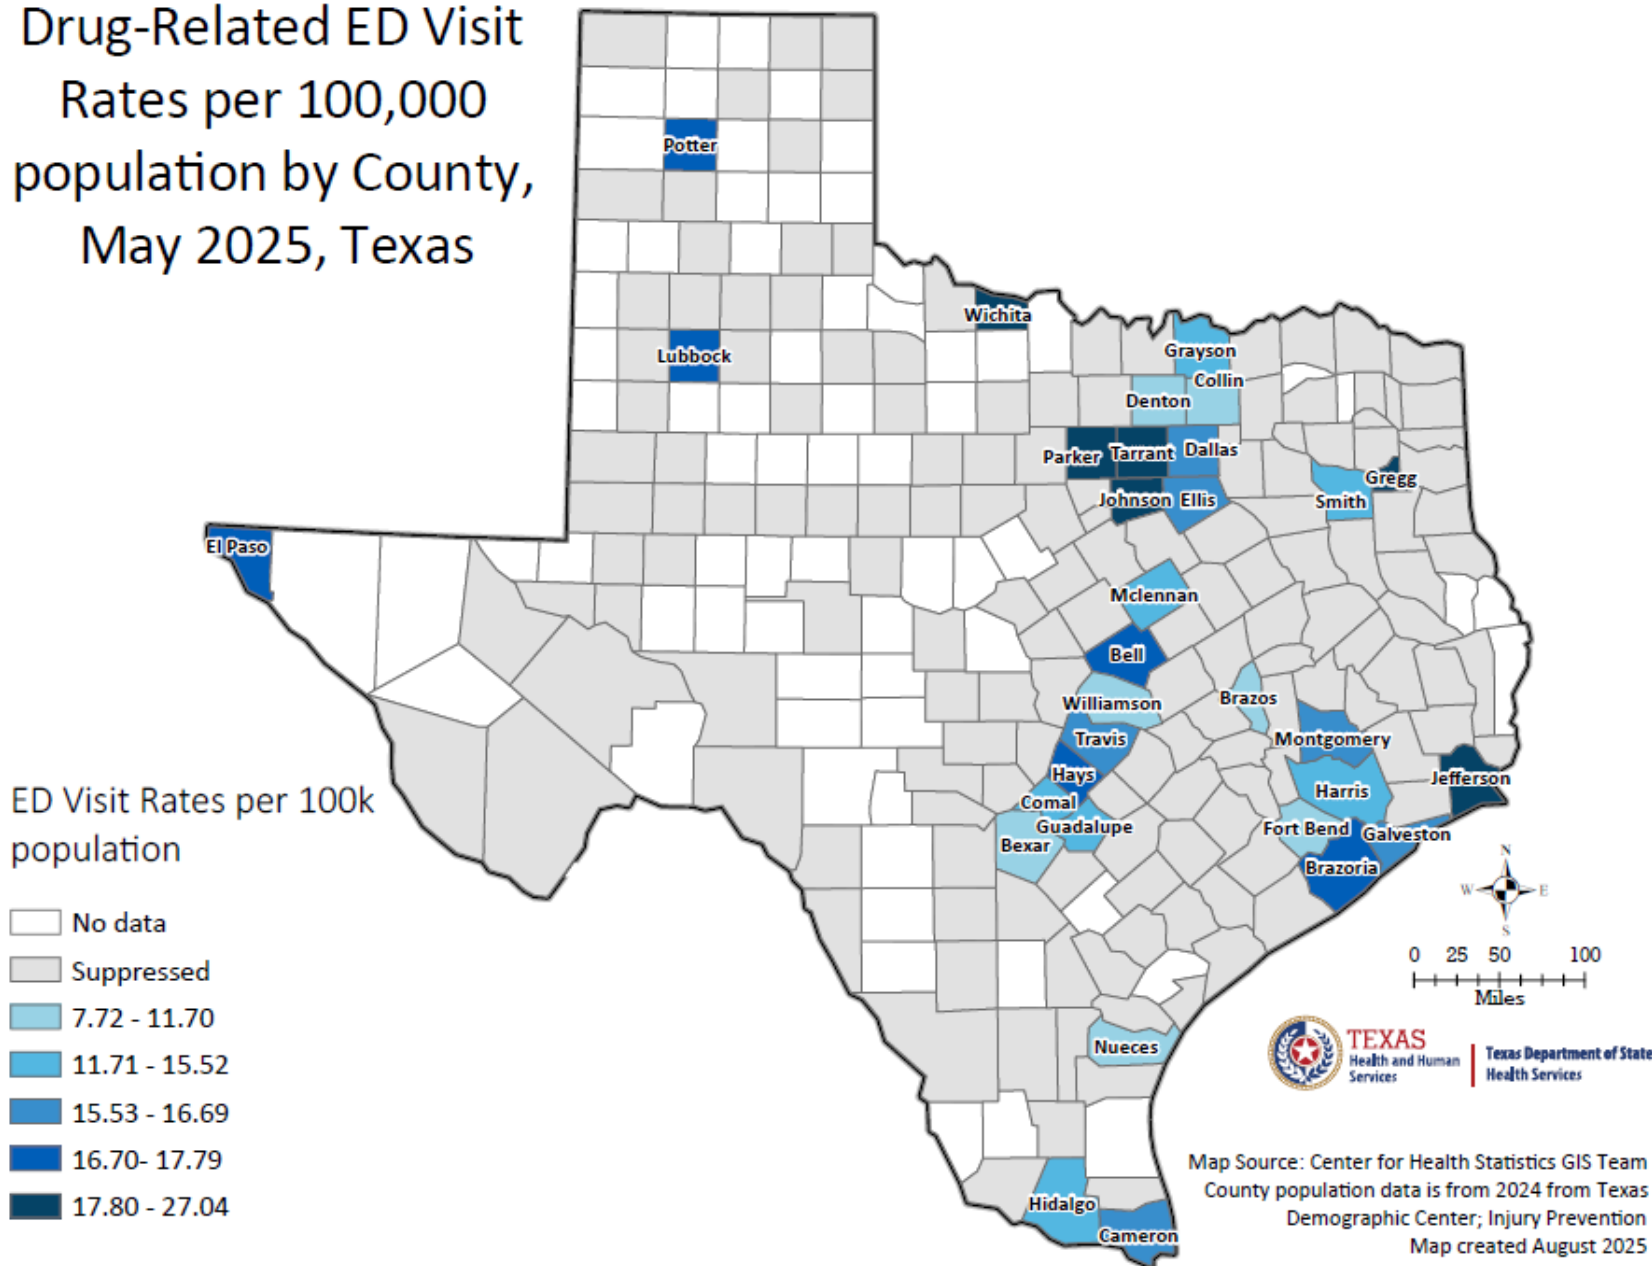 Drug-Related ED Visit
Rates per 100,000
population by County,
May 2025, Texas
Potter
Wichita
Lubbock
Grayson
Collin
Denton
Parker
Tarrant
Dallas
Gregg
Johnson
Ellis
Smith
El Paso
Mclennan
Bell
Williamson
Brazos
Travis
Montgomery
Hays
Jefferson
Harris
Comal
Guadalupe
Fort Bend
Galveston
Bexar
Brazoria
Nueces
Hidalgo
Cameron
ED Visit Rates per 100k
population
No data
Suppressed
7.72 - 11.70
11.71 - 15.52
15.53 - 16.69
16.70- 17.79
17.80 - 27.04
N
W
E
S
0 25 50 100
Miles
TEXAS
Health and Human
Services
Texas Department of State
Health Services
Map Source: Center for Health Statistics GIS Team
County population data is from 2024 from Texas
Demographic Center; Injury Prevention
Map created August 2025